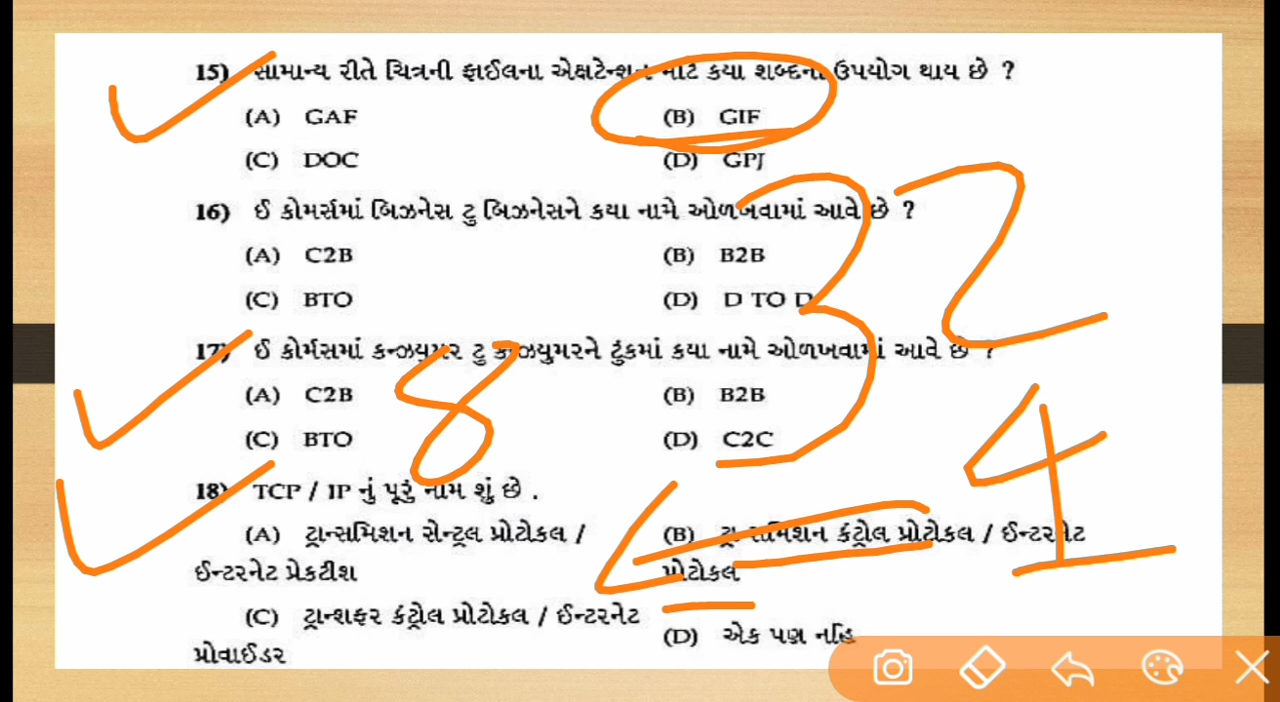 15) સામાન્ય રીતે ચિત્રની ફાઈલના એક્ષટેન્શન માટે કયા શબ્દનો ઉપયોગ થાય છે ?
(A) GAF (B) GIF
(C) DOC (D) GPJ
16) ઈ કોમર્સમાં બિઝનેસ ટુ બિઝનેસને કયા નામે ઓળખવામાં આવે છે ?
(A) C2B (B) B2B
(C) BTO (D) D TO D
32
17) ઈ કોર્મસમાં કન્ઝયુમર ટુ કન્ઝયુમરને ટુંકમાં કયા નામે ઓળખવામાં આવે છે ?
(A) C2B (B) B2B
(C) BTO (D) C2C
8
4
18) TCP / IP નું પૂરું નામ શું છે .
(A) ટ્રાન્સમિશન સેન્ટ્રલ પ્રોટોકલ / (B) ટ્રાન્સમિશન કંટ્રોલ પ્રોટોકલ / ઈન્ટરનેટ
ઈન્ટરનેટ પ્રેકટીશ પ્રોટોકલ
(C) ટ્રાન્શફર કંટ્રોલ પ્રોટોકલ / ઈન્ટરનેટ
પ્રોવાઈડર (D) એક પણ નહિ